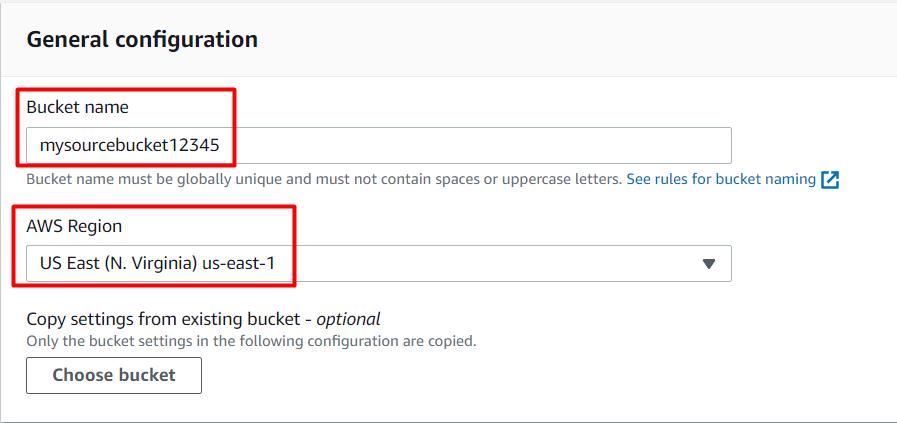 General configuration
Bucket name
mysourcebucket12345
Bucket name must be globally unique and must not contain spaces or uppercase letters. See rules for bucket naming
AWS Region
US East (N. Virginia) us-east-1
Copy settings from existing bucket - optional
Only the bucket settings in the following configuration are copied.
Choose bucket